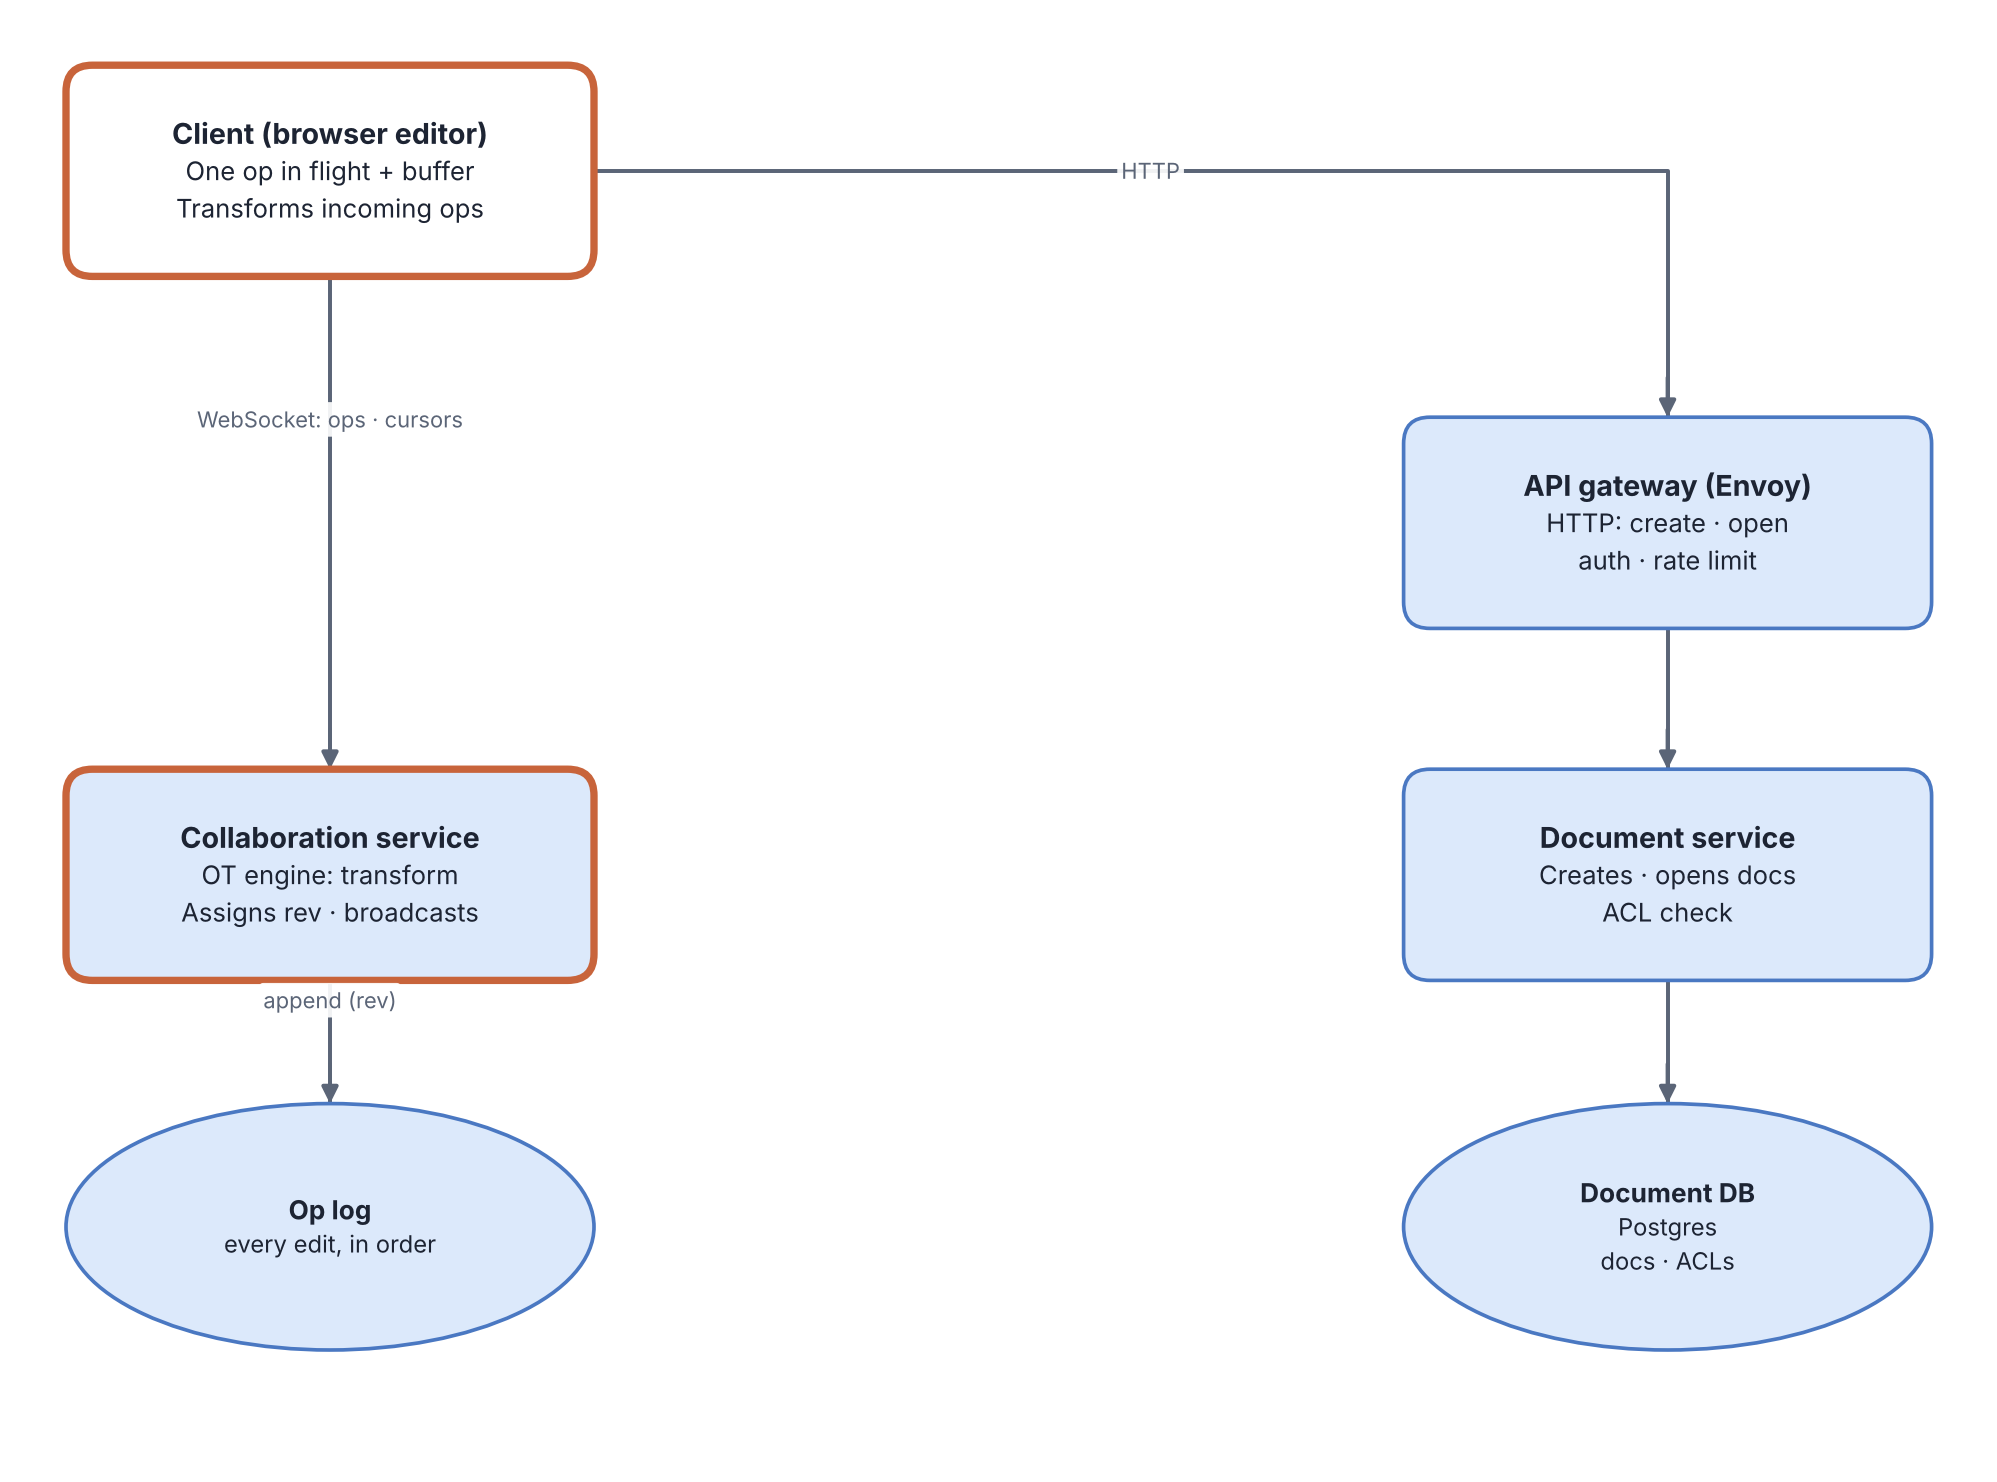 Client (browser editor)
One op in flight + buffer
Transforms incoming ops
HTTP
WebSocket: ops · cursors
API gateway (Envoy)
HTTP: create · open
auth · rate limit
Collaboration service
OT engine: transform
Assigns rev · broadcasts
Document service
Creates · opens docs
ACL check
append (rev)
Op log
every edit, in order
Document DB
Postgres
docs · ACLs